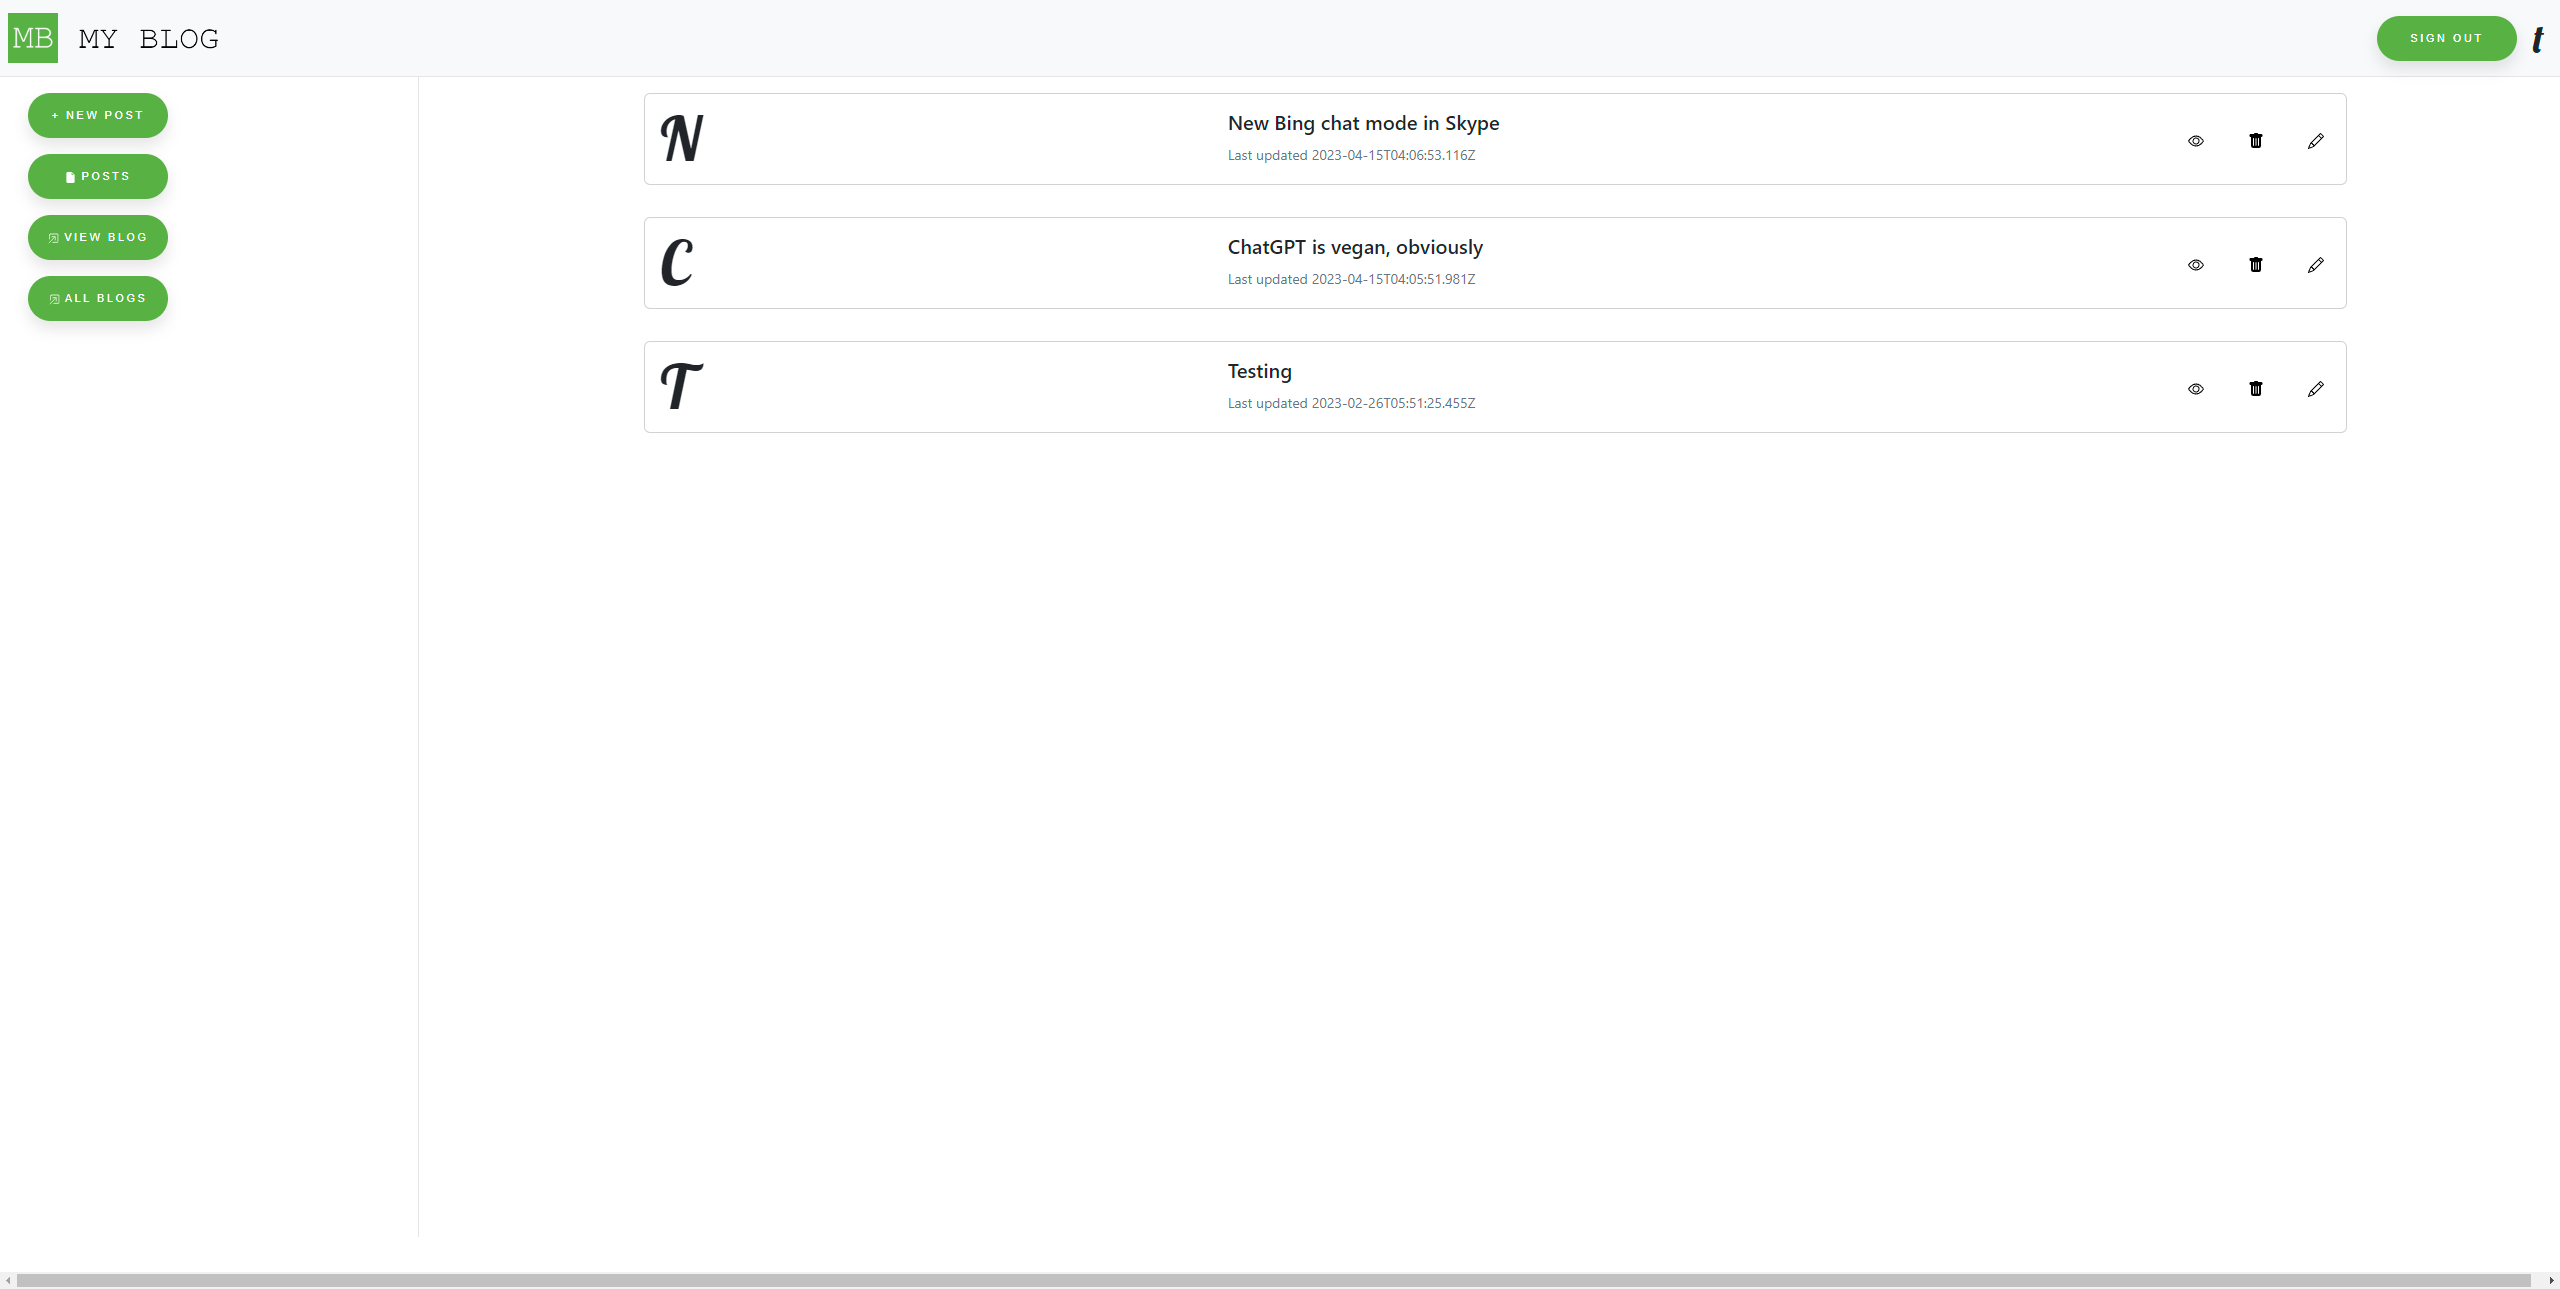 MB MY BLOG
SIGN OUT
t
+ NEW POST
POSTS
VIEW BLOG
ALL BLOGS
N
New Bing chat mode in Skype
Last updated 2023-04-15T04:06:53.116Z
C
ChatGPT is vegan, obviously
Last updated 2023-04-15T04:05:51.981Z
T
Testing
Last updated 2023-02-26T05:51:25.455Z